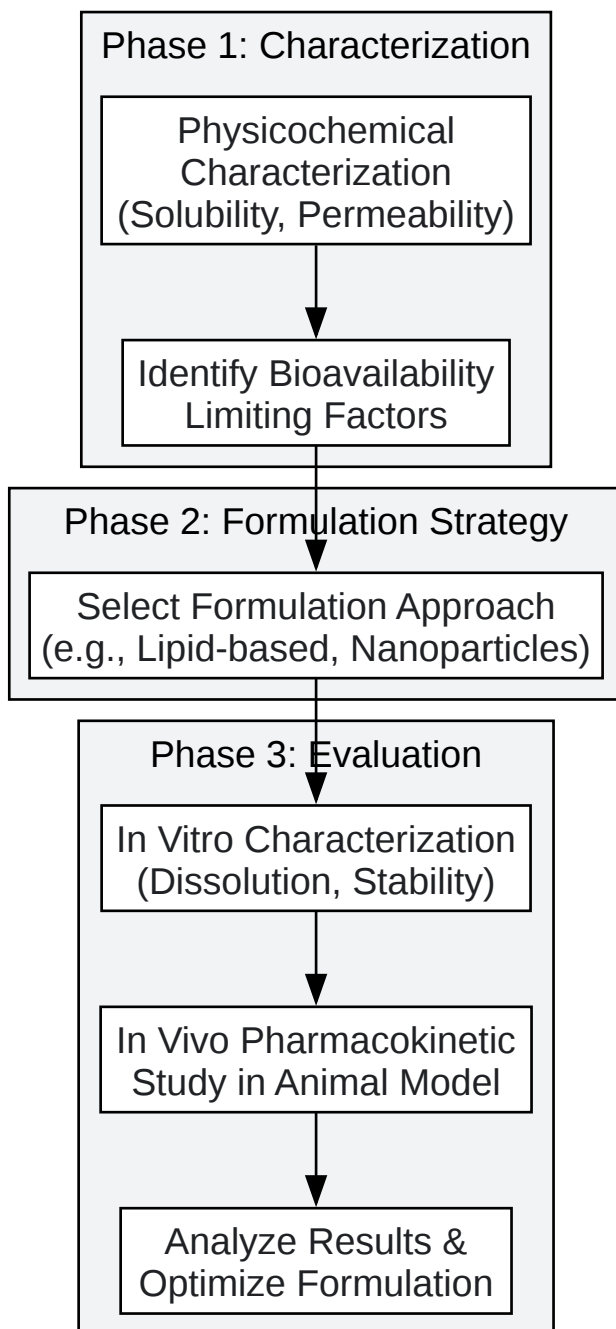 Phase 1: Characterization
Physicochemical
Characterization
(Solubility, Permeability)
Identify Bioavailability
Limiting Factors
Phase 2: Formulation Strategy
Select Formulation Approach
(e.g., Lipid-based, Nanoparticles)
Phase 3: Evaluation
In Vitro Characterization
(Dissolution, Stability)
In Vivo Pharmacokinetic
Study in Animal Model
Analyze Results &
Optimize Formulation